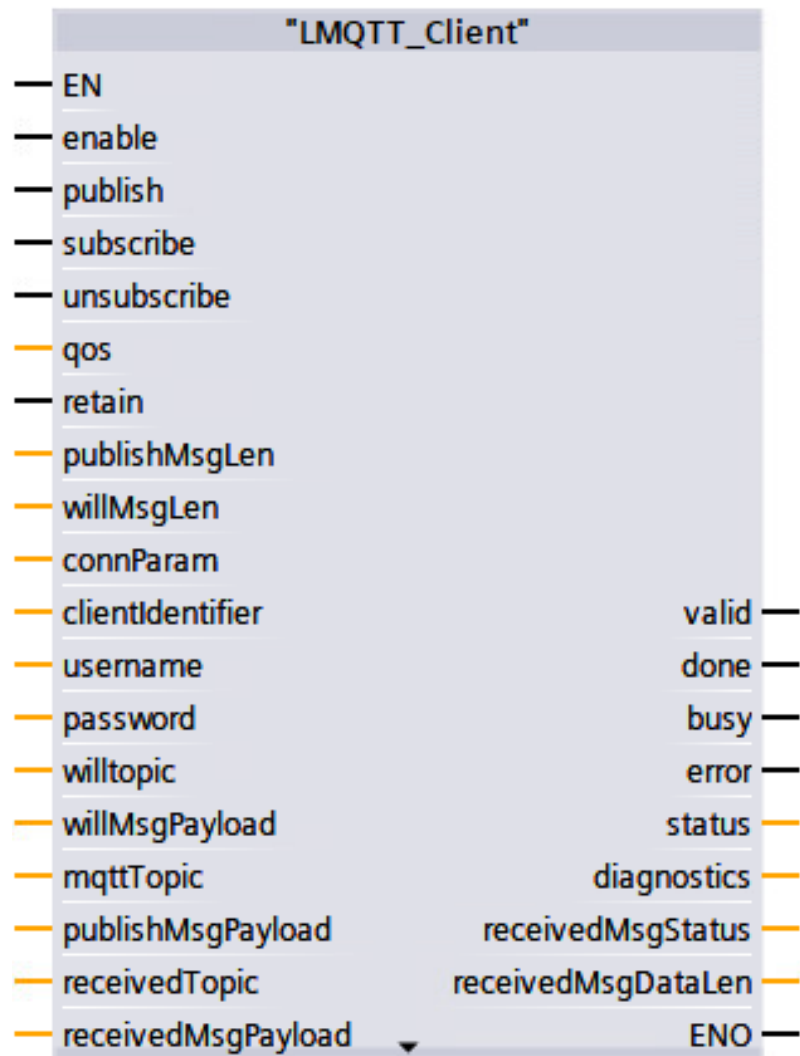 "LMQTT_Client"
EN
enable
publish
subscribe
unsubscribe
qos
retain
publishMsgLen
willMsgLen
connParam
clientIdentifier valid
username done
password busy
willtopic error
willMsgPayload status
mqttTopic diagnostics
publishMsgPayload receivedMsgStatus
receivedTopic receivedMsgDataLen
receivedMsgPayload ENO